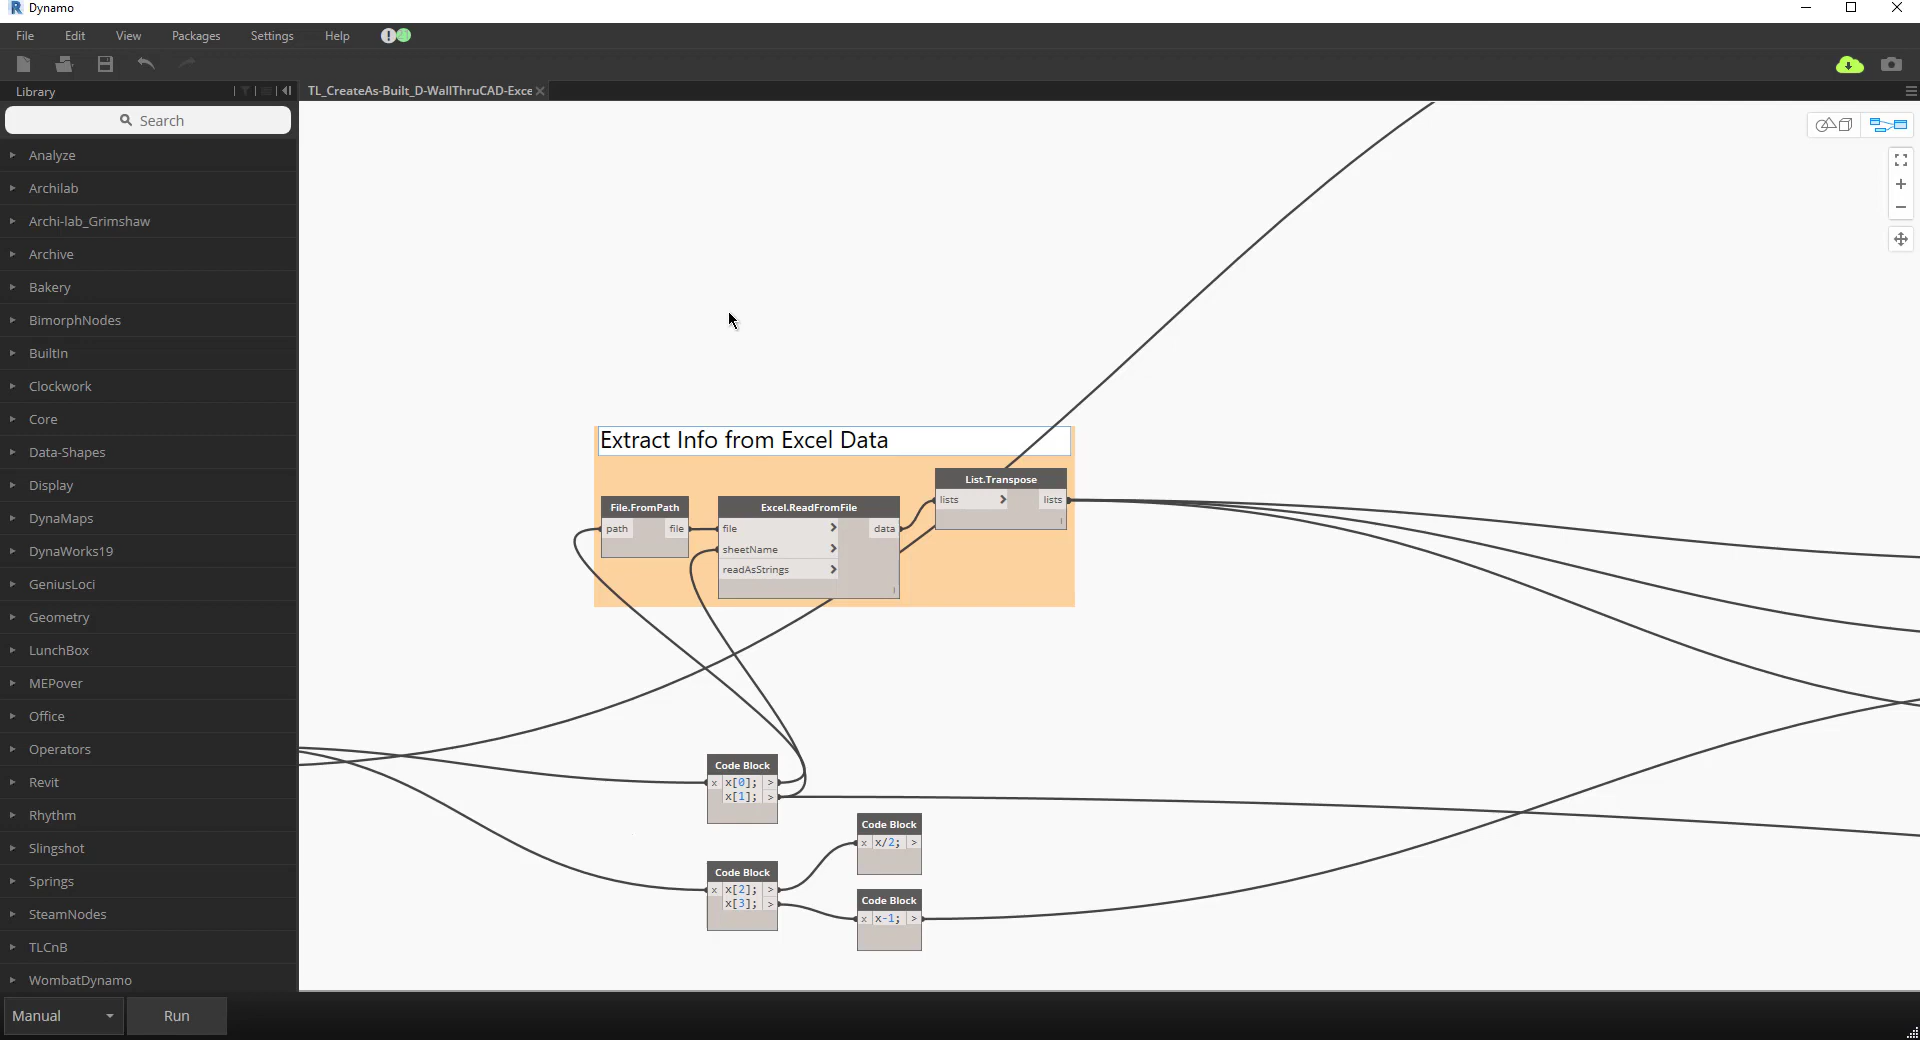 Dynamo
File Edit View Packages Settings Help
Library
TL_CreateAs-Built_D-WallThruCAD-Exce
Search
Analyze
Archilab
Archi-lab_Grimshaw
Archive
Bakery
BimorphNodes
BuiltIn
Clockwork
Core
Data-Shapes
Display
DynaMaps
DynaWorks19
GeniusLoci
Geometry
LunchBox
MEPover
Office
Operators
Revit
Rhythm
Slingshot
Springs
SteamNodes
TLCnB
WombatDynamo
Manual Run
Extract Info from Excel Data
File.FromPath
path file
Excel.ReadFromFile
file > data
sheetName >
readAsStrings >
List.Transpose
lists > lists
Code Block
x x[0]; >
x[1]; >
Code Block
x x/2; >
Code Block
x x[2]; >
x[3]; >
Code Block
x x-1; >